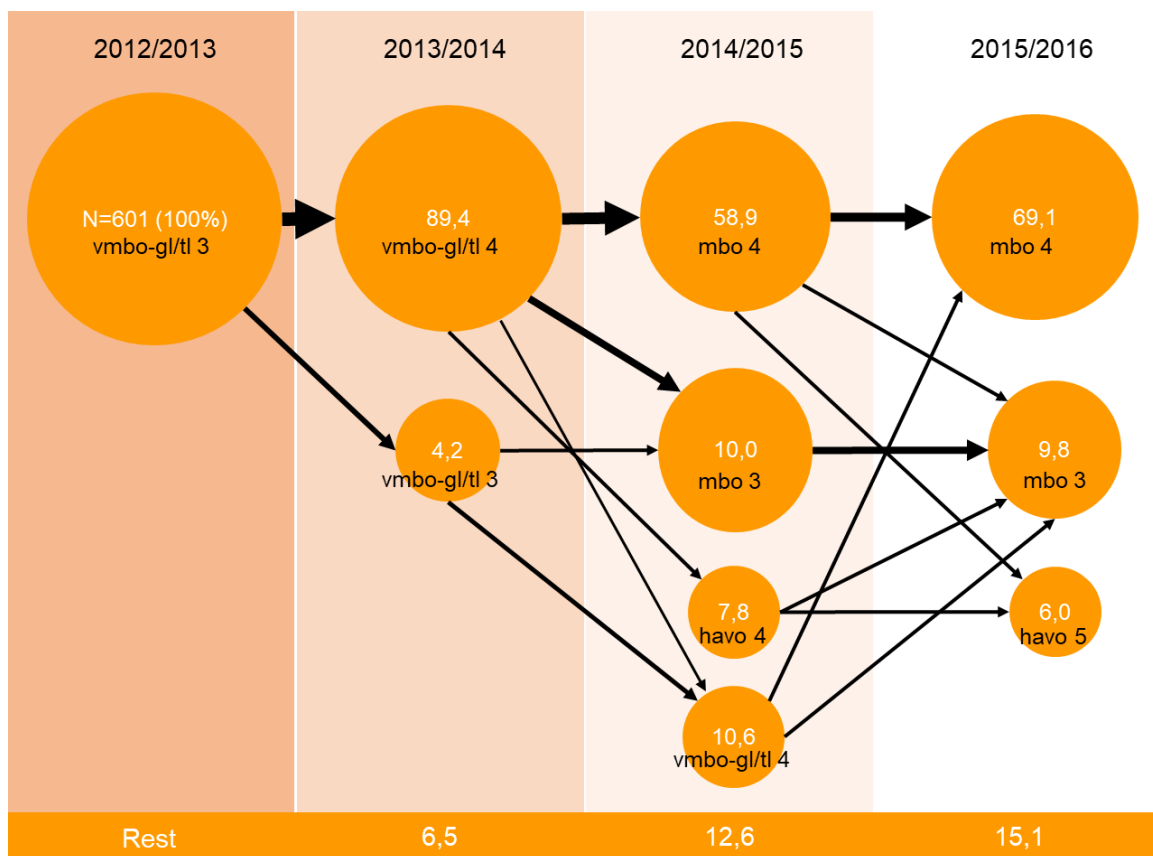 2012/2013
2013/2014
2014/2015
2015/2016
N=601 (100%)
vmbo-gl/tl 3
89,4
vmbo-gl/tl 4
58,9
mbo 4
69,1
mbo 4
4,2
vmbo-gl/tl 3
10,0
mbo 3
9,8
mbo 3
7,8
havo 4
6,0
havo 5
10,6
vmbo-gl/tl 4
Rest
6,5
12,6
15,1